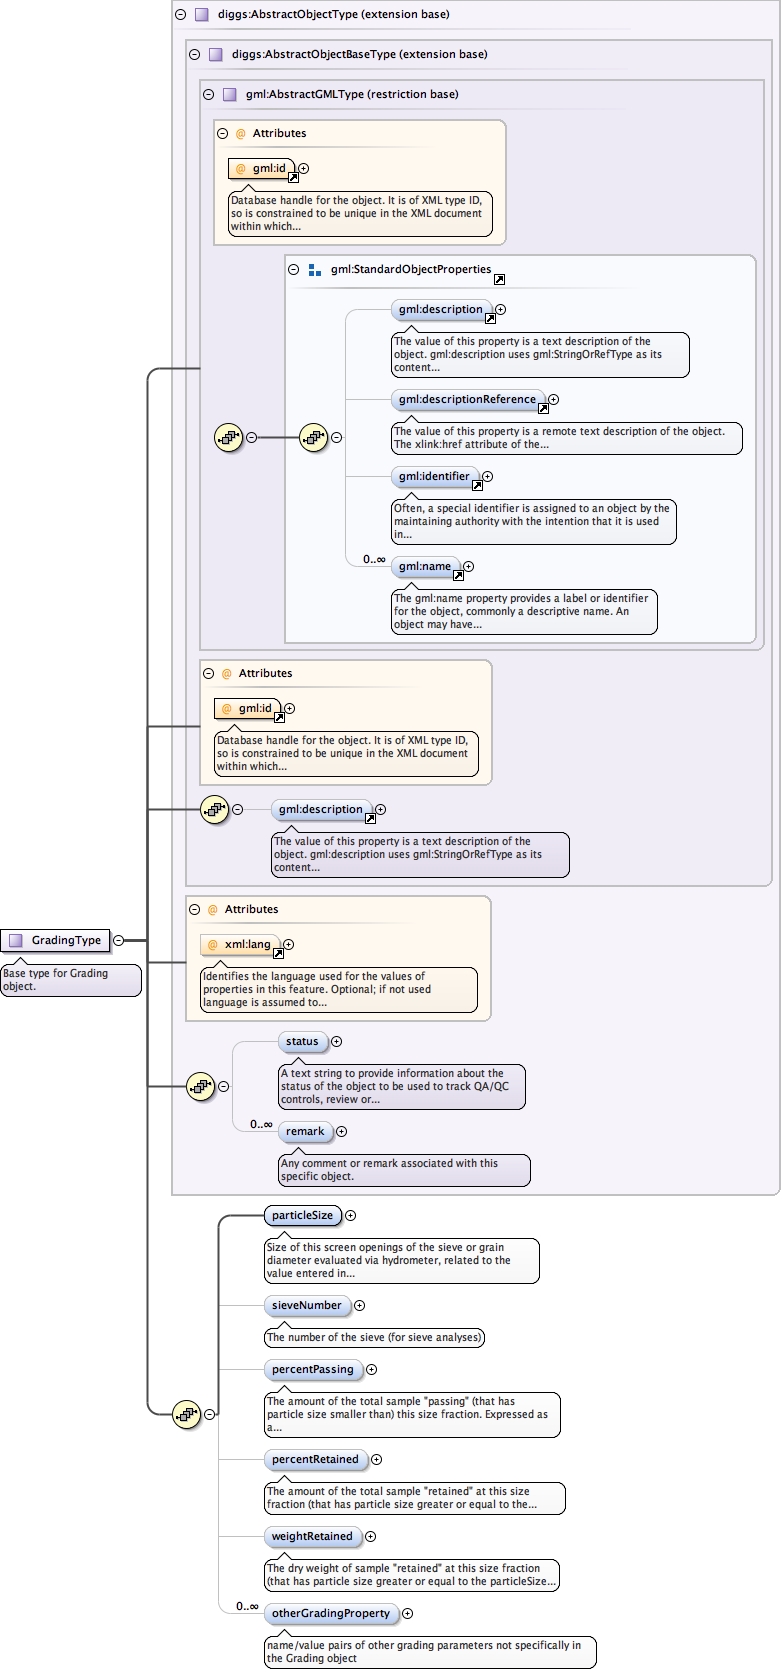 diggs:AbstractObjectType (extension base)
diggs:AbstractObjectBaseType (extension base)
gml:AbstractGMLType (restriction base)
@ Attributes
@ gml:id
Database handle for the object. It is of XML type ID,
so is constrained to be unique in the XML document
within which...
gml:StandardObjectProperties
gml:description
The value of this property is a text description of the
object. gml:description uses gml:StringOrRefType as its
content...
gml:descriptionReference
The value of this property is a remote text description of the object.
The xlink:href attribute of the...
gml:identifier
Often, a special identifier is assigned to an object by the
maintaining authority with the intention that it is used
in...
0..∞
gml:name
The gml:name property provides a label or identifier
for the object, commonly a descriptive name. An
object may have...
@ Attributes
@ gml:id
Database handle for the object. It is of XML type ID,
so is constrained to be unique in the XML document
within which...
gml:description
The value of this property is a text description of the
object. gml:description uses gml:StringOrRefType as its
content...
@ Attributes
GradingType
Base type for Grading
object.
@ xml:lang
Identifies the language used for the values of
properties in this feature. Optional; if not used
language is assumed to...
status
A text string to provide information about the
status of the object to be used to track QA/QC
controls, review or...
0..∞
remark
Any comment or remark associated with this
specific object.
particleSize
Size of this screen openings of the sieve or grain
diameter evaluated via hydrometer, related to the
value entered in...
sieveNumber
The number of the sieve (for sieve analyses)
percentPassing
The amount of the total sample "passing" (that has
particle size smaller than) this size fraction. Expressed as
a...
percentRetained
The amount of the total sample "retained" at this size
fraction (that has particle size greater or equal to the...
weightRetained
The dry weight of sample "retained" at this size fraction
(that has particle size greater or equal to the particleSize...
0..∞
otherGradingProperty
name/value pairs of other grading parameters not specifically in
the Grading object